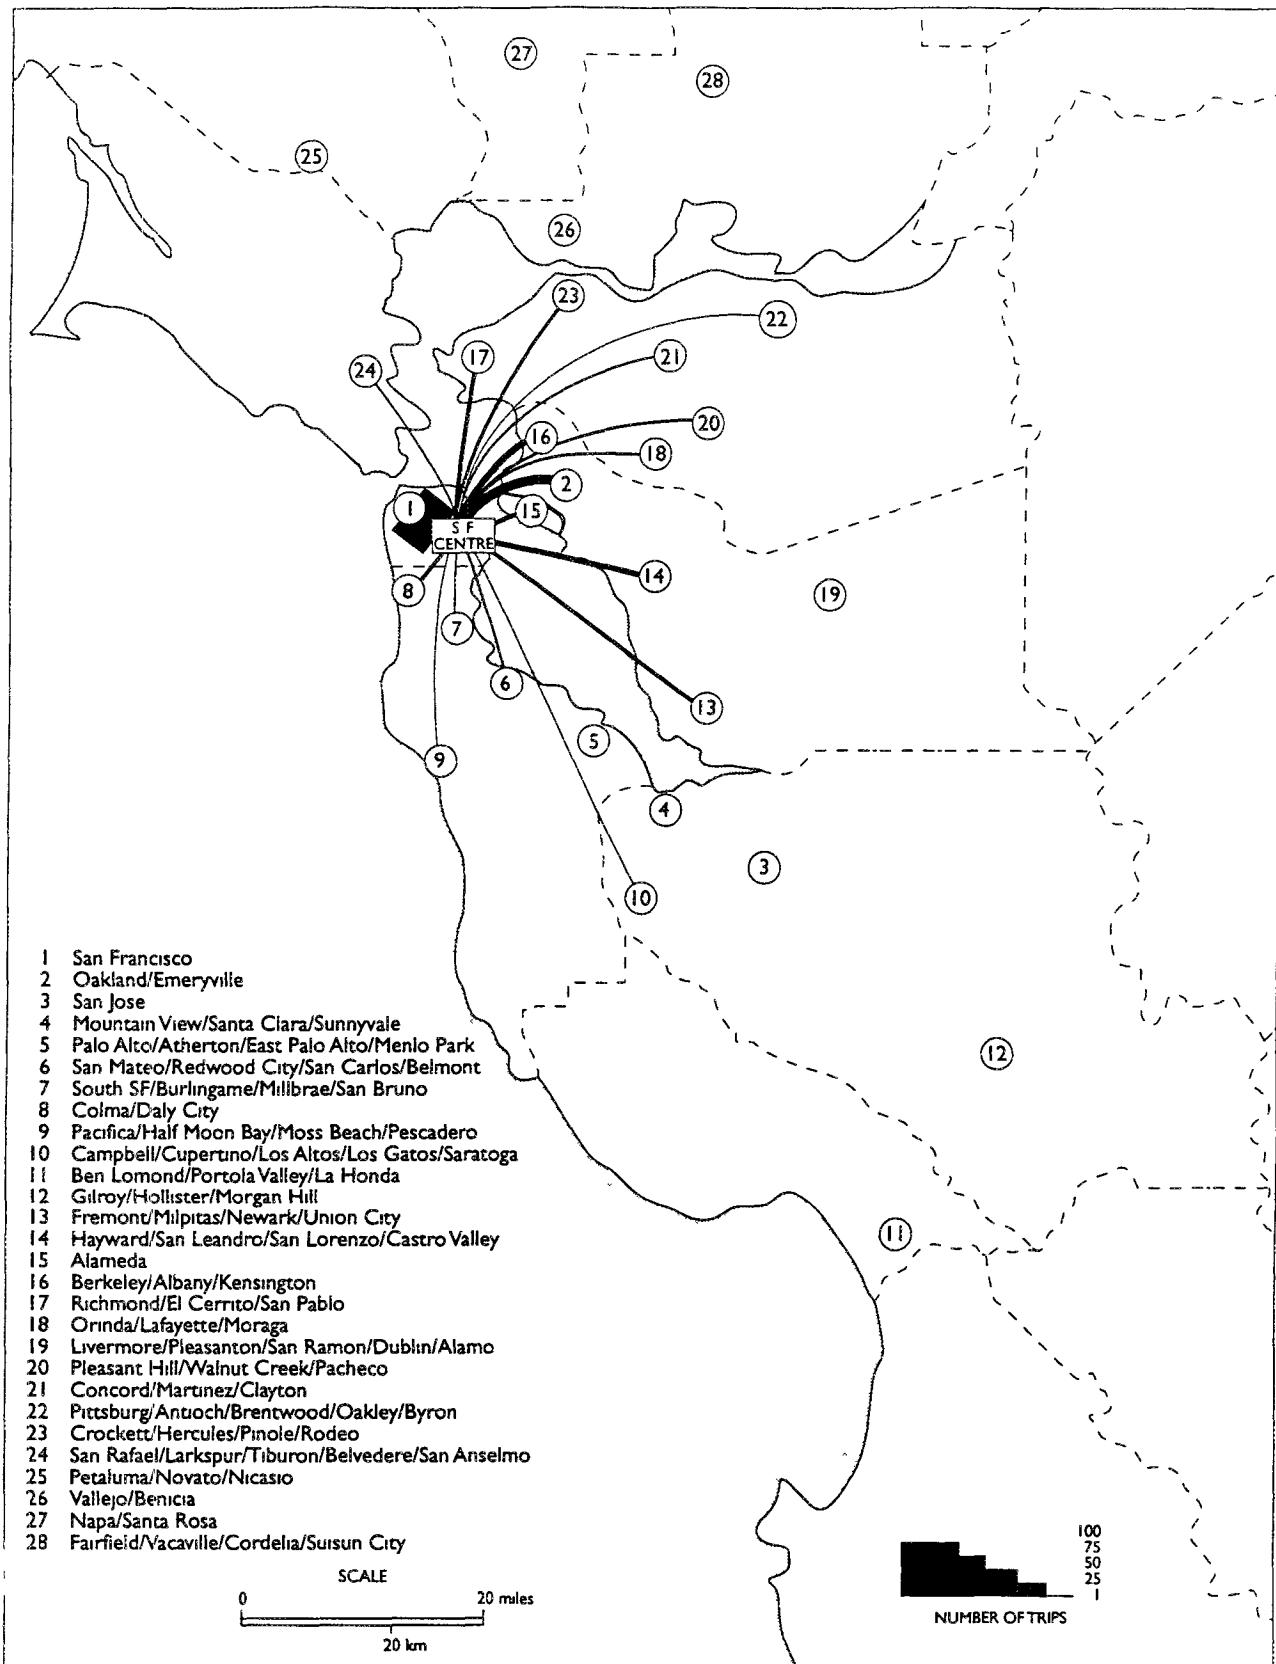 27
28
25
26
23
22
17
21
24
20
16
18
2
1
15
S F
CENTRE
14
8
19
7
6
13
5
9
4
3
10
1 San Francisco
2 Oakland/Emeryville
3 San Jose
4 Mountain View/Santa Clara/Sunnyvale
5 Palo Alto/Atherton/East Palo Alto/Menlo Park
6 San Mateo/Redwood City/San Carlos/Belmont
7 South SF/Burlingame/Millbrae/San Bruno
8 Colma/Daly City
9 Pacifica/Half Moon Bay/Moss Beach/Pescadero
10 Campbell/Cupertino/Los Altos/Los Gatos/Saratoga
11 Ben Lomond/Portola Valley/La Honda
12 Gilroy/Hollister/Morgan Hill
13 Fremont/Milpitas/Newark/Union City
14 Hayward/San Leandro/San Lorenzo/Castro Valley
15 Alameda
16 Berkeley/Albany/Kensington
17 Richmond/El Cerrito/San Pablo
18 Orinda/Lafayette/Moraga
19 Livermore/Pleasanton/San Ramon/Dublin/Alamo
20 Pleasant Hill/Walnut Creek/Pacheco
21 Concord/Martinez/Clayton
22 Pittsburg/Antioch/Brentwood/Oakley/Byron
23 Crockett/Hercules/Pinole/Rodeo
24 San Rafael/Larkspur/Tiburon/Belvedere/San Anselmo
25 Petaluma/Novato/Nicasio
26 Vallejo/Benicia
27 Napa/Santa Rosa
28 Fairfield/Vacaville/Cordelia/Suisun City
12
11
SCALE
0 20 miles
20 km
100
75
50
25
1
NUMBER OF TRIPS